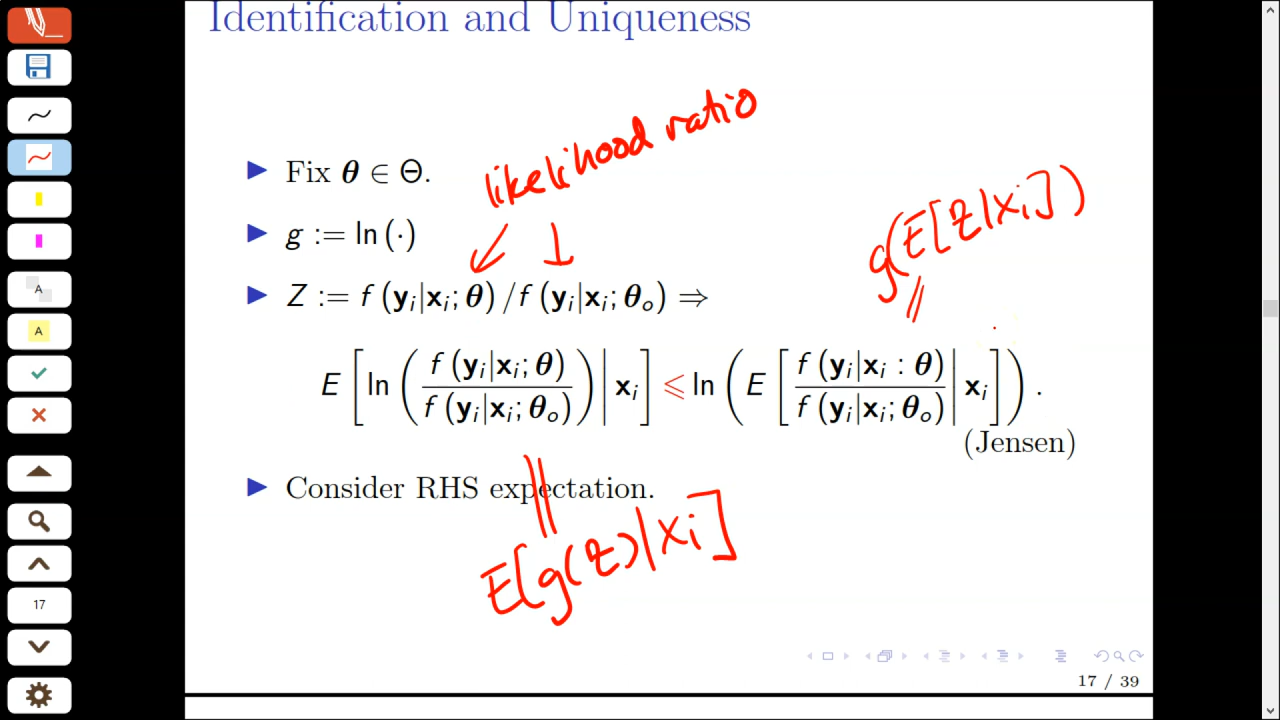 Identification and Uniqueness
likelihood ratio
▶ Fix θ ∈ Θ.
▶ g := ln (·)
g(E[Z|xi])
▶ Z := f (yᵢ|xᵢ; θ) /f (yᵢ|xᵢ; θₒ) ⇒
E [ ln ( f (yᵢ|xᵢ; θ) / f (yᵢ|xᵢ; θₒ) ) | xᵢ ] ⩽ ln ( E [ f (yᵢ|xᵢ : θ) / f (yᵢ|xᵢ; θₒ) | xᵢ ] ) .
(Jensen)
▶ Consider RHS expectation.
E[g(Z)|xi]
17 / 39
A
A
17